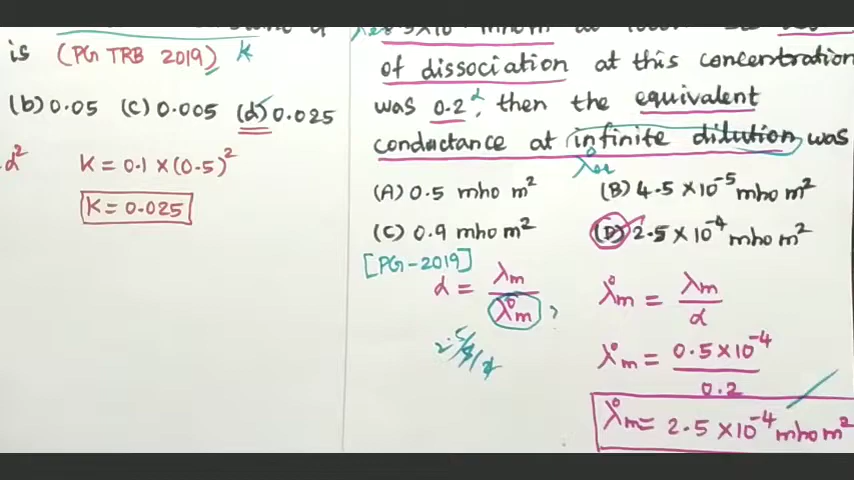 is (PG TRB 2019) K
(b) 0.05 (c) 0.005 (d) 0.025
α² K = 0.1 × (0.5)²
K = 0.025
of dissociation at this concentration
was 0.2 α, then the equivalent
conductance at infinite dilution was
(A) 0.5 mho m² (B) 4.5 × 10⁻⁵ mho m²
(C) 0.9 mho m² (D) 2.5 × 10⁻⁴ mho m²
[PG-2019]
α = λm / λ°m
λ°m = λm / α
λ°m = 0.5 × 10⁻⁴ / 0.2
λ°m = 2.5 × 10⁻⁴ mho m²